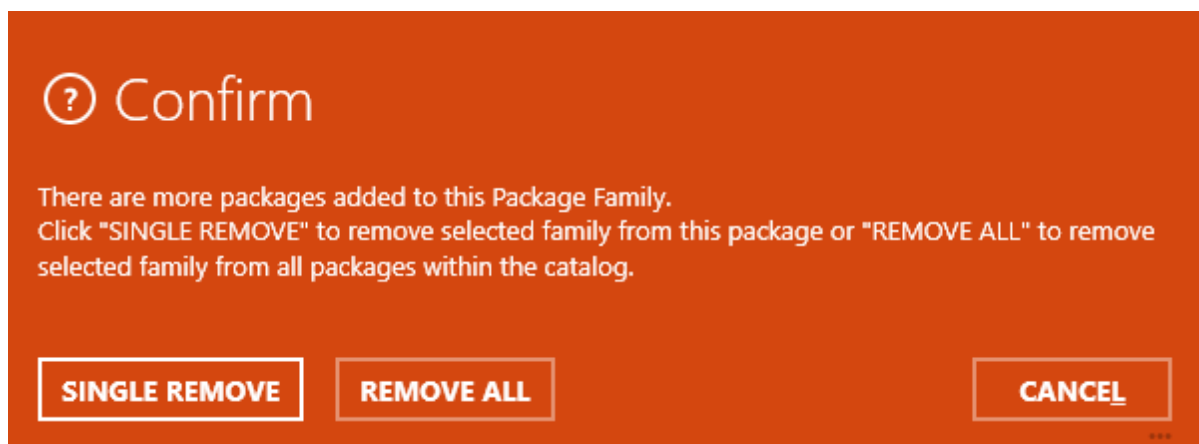 Confirm
There are more packages added to this Package Family.
Click "SINGLE REMOVE" to remove selected family from this package or "REMOVE ALL" to remove
selected family from all packages within the catalog.
SINGLE REMOVE REMOVE ALL CANCEL